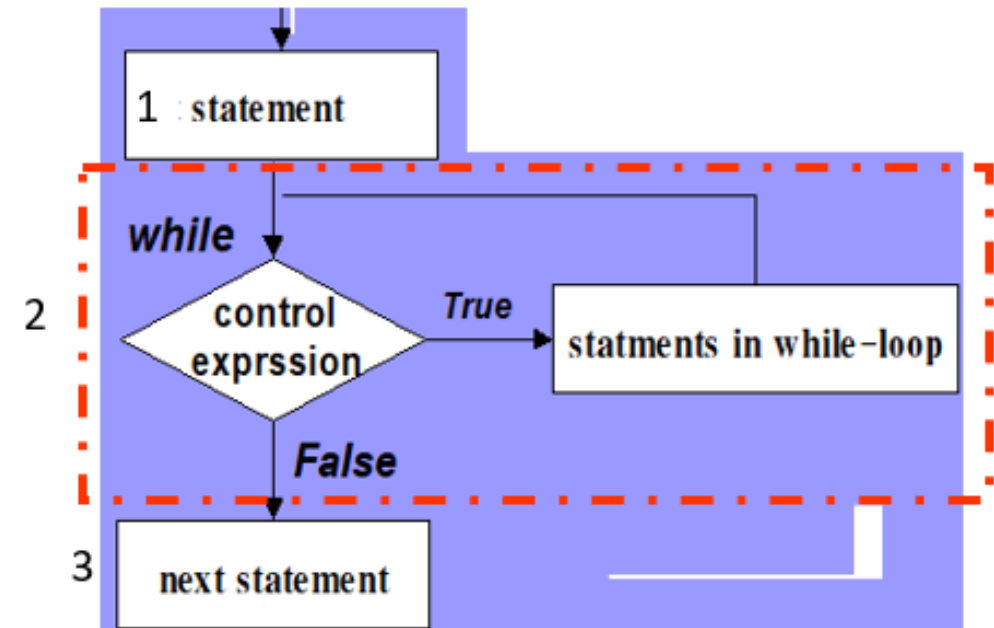 1 : statement
while
2
control
exprssion
True
statments in while-loop
False
3
next statement